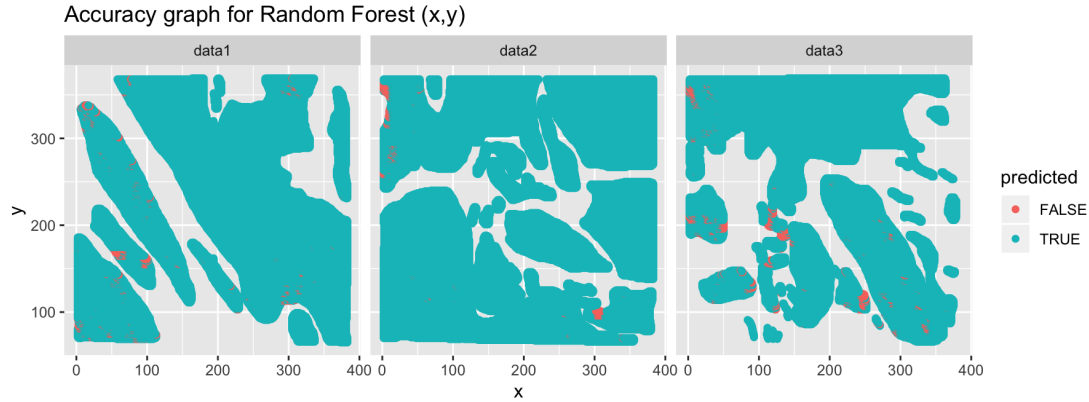 Accuracy graph for Random Forest (x,y)
data1 data2 data3
300
200
100
y
0 100 200 300 400 0 100 200 300 400 0 100 200 300 400
x
predicted
FALSE
TRUE